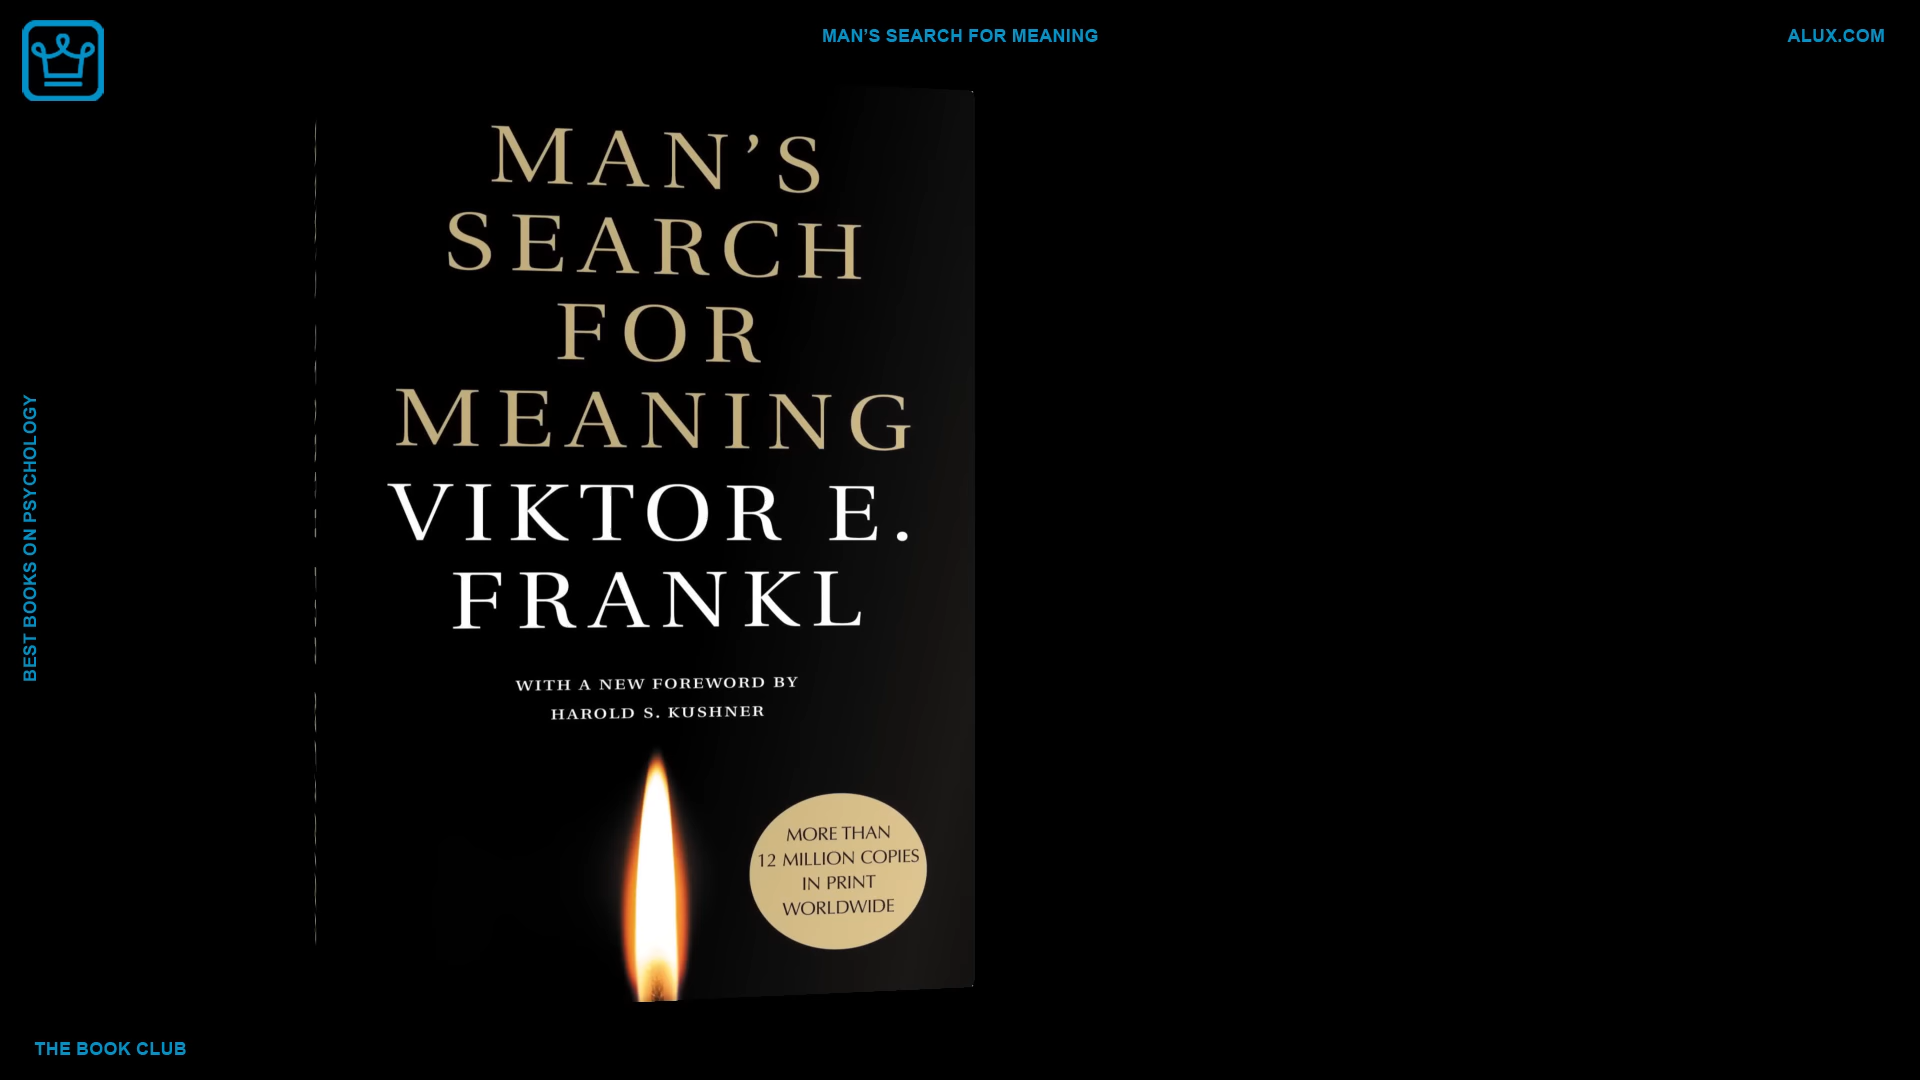 MAN’S SEARCH FOR MEANING
ALUX.COM
MAN’S
SEARCH
FOR
MEANING
VIKTOR E.
FRANKL
WITH A NEW FOREWORD BY
HAROLD S. KUSHNER
MORE THAN
12 MILLION COPIES
IN PRINT
WORLDWIDE
BEST BOOKS ON PSYCHOLOGY
THE BOOK CLUB